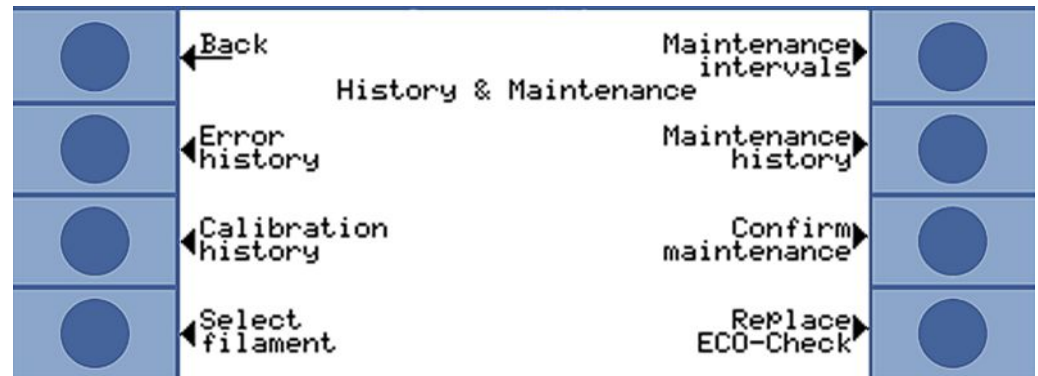 Back
Maintenance
intervals
History & Maintenance
Error
history
Maintenance
history
Calibration
history
Confirm
maintenance
Select
filament
Replace
ECO-Check